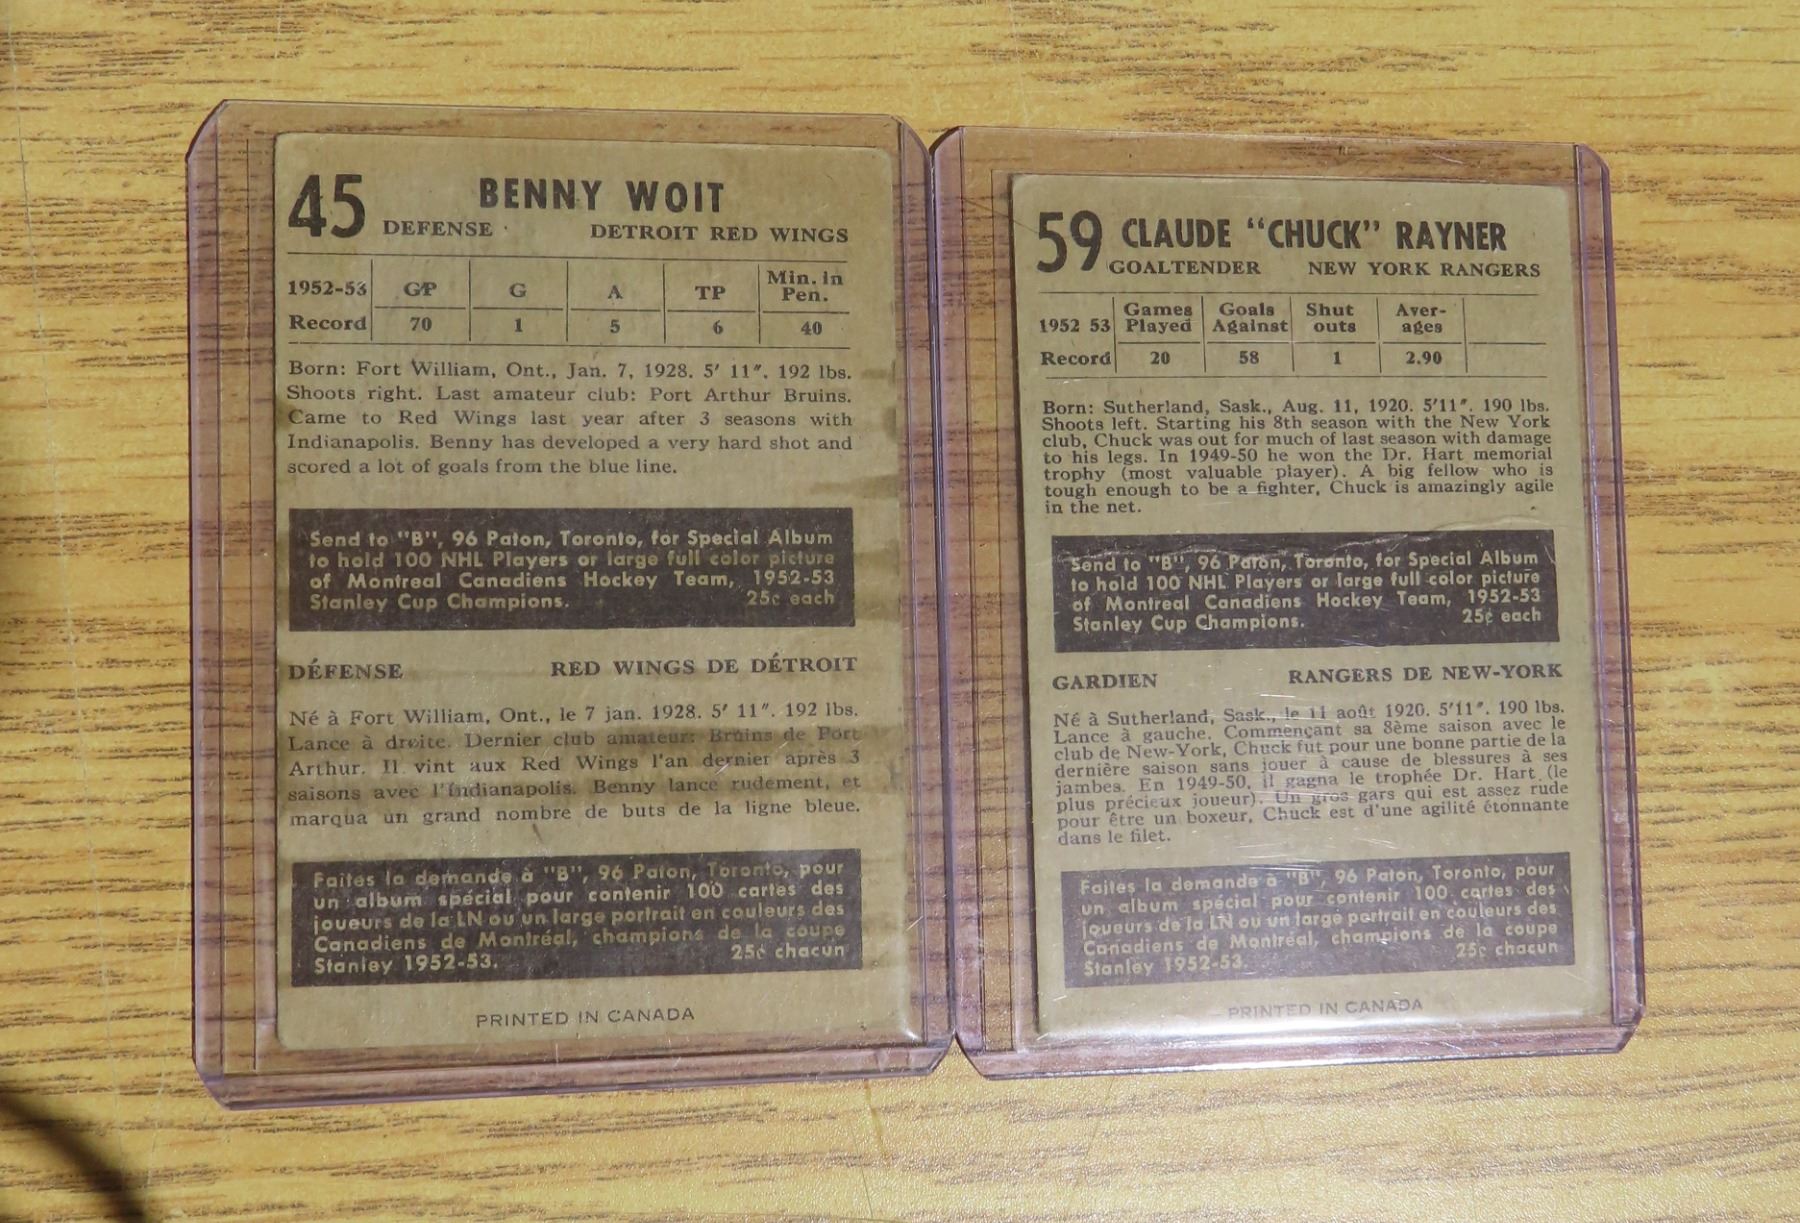 45 BENNY WOIT
DEFENSE DETROIT RED WINGS
1952-53 GP G A TP Min. in Pen.
Record 70 1 5 6 40
Born: Fort William, Ont., Jan. 7, 1928. 5' 11". 192 lbs.
Shoots right. Last amateur club: Port Arthur Bruins.
Came to Red Wings last year after 3 seasons with
Indianapolis. Benny has developed a very hard shot and
scored a lot of goals from the blue line.
Send to "B", 96 Paton, Toronto, for Special Album
to hold 100 NHL Players or large full color picture
of Montreal Canadiens Hockey Team, 1952-53
Stanley Cup Champions. 25c each
DÉFENSE RED WINGS DE DÉTROIT
Né à Fort William, Ont., le 7 jan. 1928. 5' 11". 192 lbs.
Lance à droite. Dernier club amateur: Bruins de Port
Arthur. Il vint aux Red Wings l'an dernier après 3
saisons avec l'Indianapolis. Benny lance rudement, et
marqua un grand nombre de buts de la ligne bleue.
Faites la demande à "B", 96 Paton, Toronto, pour
un album spécial pour contenir 100 cartes des
joueurs de la LN ou un large portrait en couleurs des
Canadiens de Montréal, champions de la coupe
Stanley 1952-53. 25c chacun
PRINTED IN CANADA
59 CLAUDE "CHUCK" RAYNER
GOALTENDER NEW YORK RANGERS
1952 53 Games Played Goals Against Shut outs Aver- ages
Record 20 58 1 2.90
Born: Sutherland, Sask., Aug. 11, 1920. 5'11". 190 lbs.
Shoots left. Starting his 8th season with the New York
club, Chuck was out for much of last season with damage
to his legs. In 1949-50 he won the Dr. Hart memorial
trophy (most valuable player). A big fellow who is
tough enough to be a fighter, Chuck is amazingly agile
in the net.
Send to "B", 96 Paton, Toronto, for Special Album
to hold 100 NHL Players or large full color picture
of Montreal Canadiens Hockey Team, 1952-53
Stanley Cup Champions. 25¢ each
GARDIEN RANGERS DE NEW-YORK
Né à Sutherland, Sask., le 11 août 1920. 5'11". 190 lbs.
Lance à gauche. Commençant sa 8ème saison avec le
club de New-York, Chuck fut pour une bonne partie de la
dernière saison sans jouer à cause de blessures à ses
jambes. En 1949-50, il gagna le trophée Dr. Hart (le
plus précieux joueur). Un gros gars qui est assez rude
pour être un boxeur, Chuck est d'une agilité étonnante
dans le filet.
Faites la demande à "B", 96 Paton, Toronto, pour
un album spécial pour contenir 100 cartes des
joueurs de la LN ou un large portrait en couleurs des
Canadiens de Montréal, champions de la coupe
Stanley 1952-53. 25c chacun
PRINTED IN CANADA